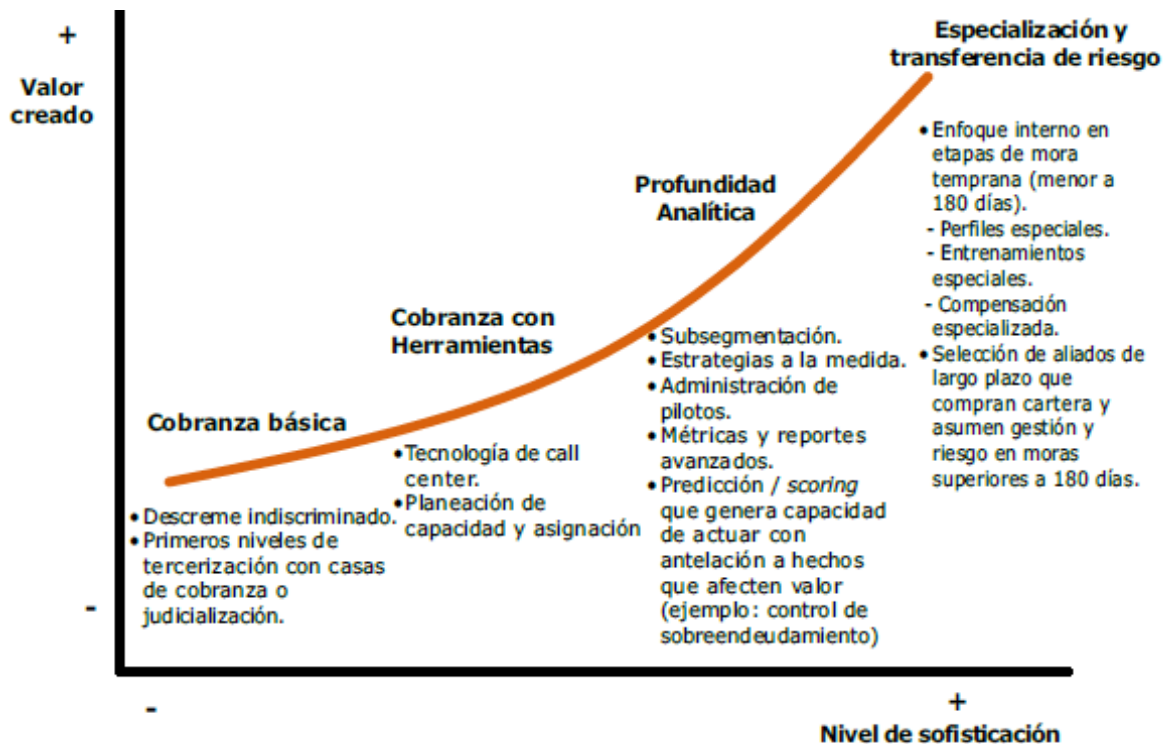 +
Valor
creado
-
Cobranza básica
• Descreme indiscriminado.
• Primeros niveles de
tercerización con casas
de cobranza o
judicialización.
Cobranza con
Herramientas
• Tecnología de call
center.
• Planeación de
capacidad y asignación
Profundidad
Analítica
• Subsegmentación.
• Estrategias a la medida.
• Administración de
pilotos.
• Métricas y reportes
avanzados.
• Predicción / scoring
que genera capacidad
de actuar con
antelación a hechos
que afecten valor
(ejemplo: control de
sobreendeudamiento)
Especialización y
transferencia de riesgo
• Enfoque interno en
etapas de mora
temprana (menor a
180 días).
- Perfiles especiales.
- Entrenamientos
especiales.
- Compensación
especializada.
• Selección de aliados de
largo plazo que
compran cartera y
asumen gestión y
riesgo en moras
superiores a 180 días.
-
+
Nivel de sofisticación